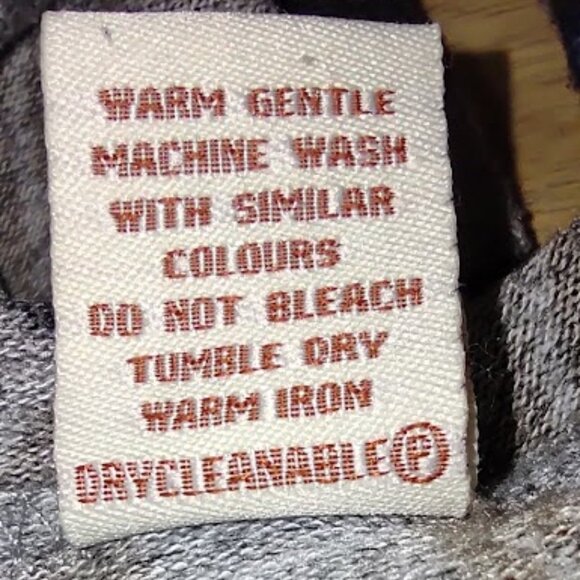 WARM GENTLE
MACHINE WASH
WITH SIMILAR
COLOURS
DO NOT BLEACH
TUMBLE DRY
WARM IRON
DRYCLEANABLE Ⓟ